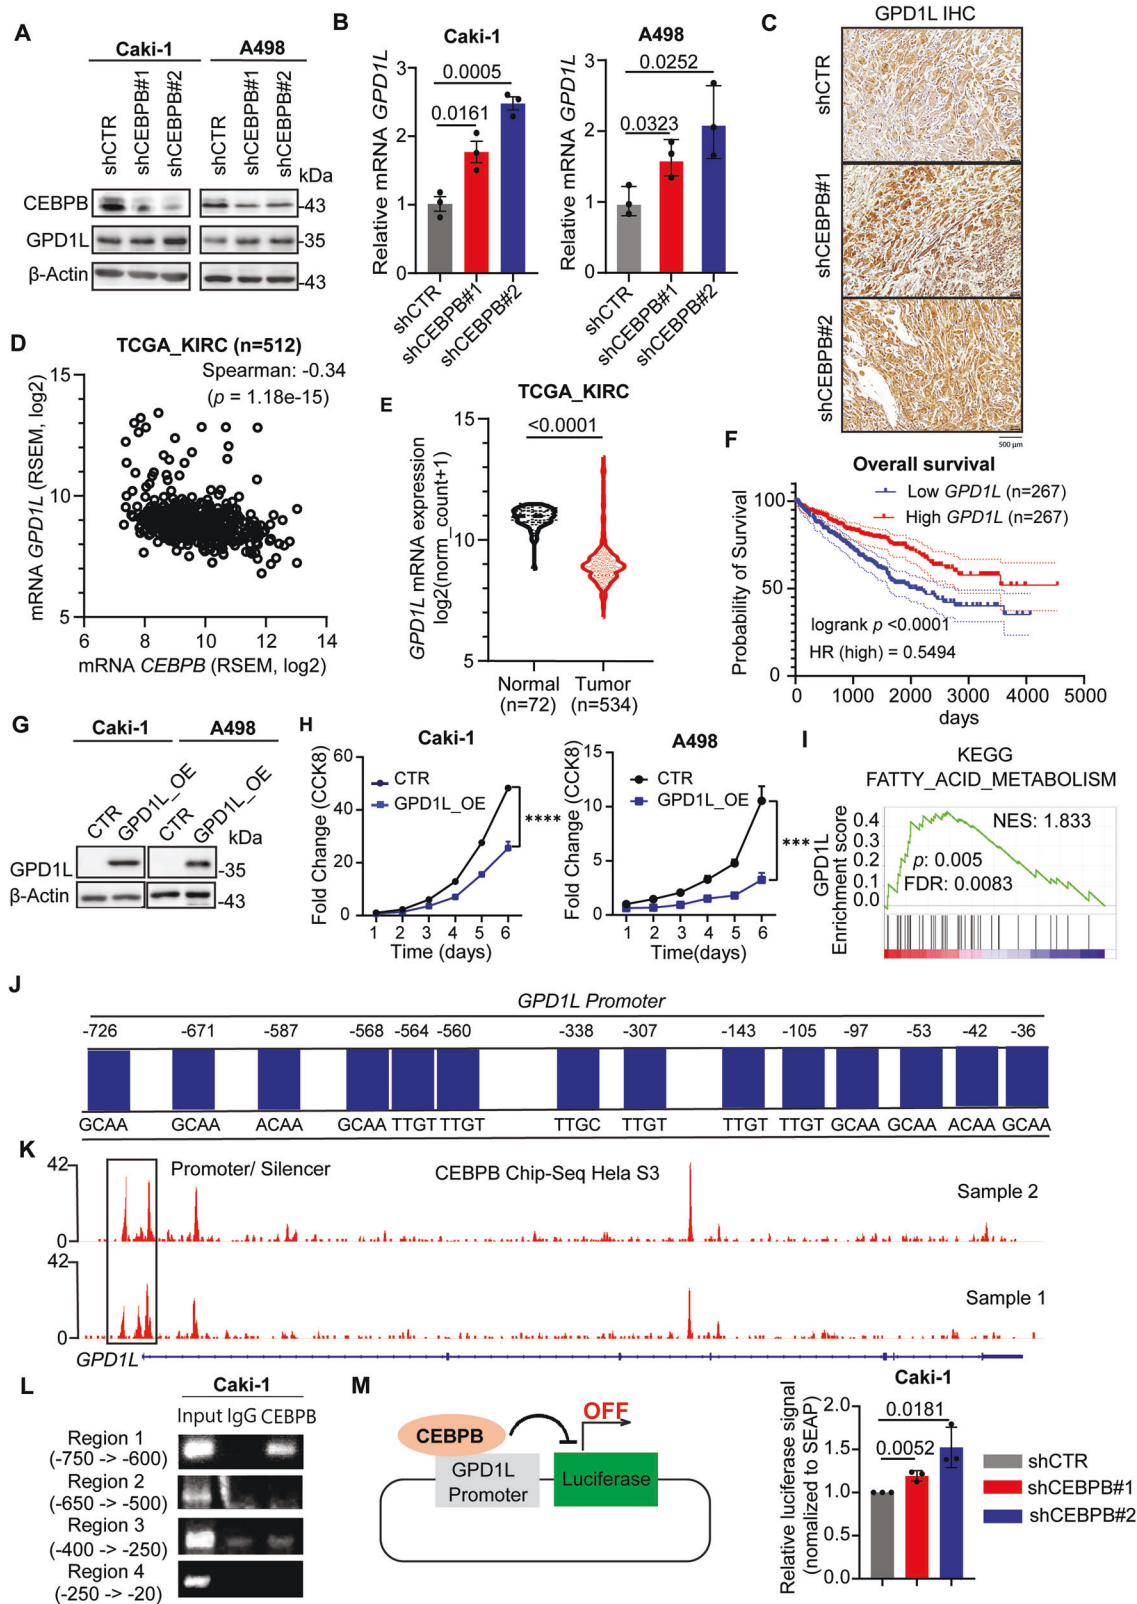 A
Caki-1
A498
shCTR
shCEBPB#1
shCEBPB#2
shCTR
shCEBPB#1
shCEBPB#2
kDa
CEBPB
-43
GPD1L
-35
β-Actin
-43
B
Caki-1
Relative mRNA GPD1L
3
2
1
0
0.0005
0.0161
shCTR
shCEBPB#1
shCEBPB#2
A498
Relative mRNA GPD1L
3
2
1
0
0.0252
0.0323
shCTR
shCEBPB#1
shCEBPB#2
C
GPD1L IHC
shCTR
shCEBPB#1
shCEBPB#2
500 μm
D
TCGA_KIRC (n=512)
Spearman: -0.34
(p = 1.18e-15)
mRNA GPD1L (RSEM, log2)
15
10
5
6 8 10 12 14
mRNA CEBPB (RSEM, log2)
E
TCGA_KIRC
<0.0001
GPD1L mRNA expression
log2(norm_count+1)
15
10
5
Normal
(n=72)
Tumor
(n=534)
F
Overall survival
Low GPD1L (n=267)
High GPD1L (n=267)
Probability of Survival
100
50
0
logrank p <0.0001
HR (high) = 0.5494
0 1000 2000 3000 4000 5000
days
G
Caki-1
A498
CTR
GPD1L_OE
CTR
GPD1L_OE
kDa
GPD1L
-35
β-Actin
-43
H
Caki-1
Fold Change (CCK8)
60
40
20
0
CTR
GPD1L_OE
****
1 2 3 4 5 6
Time (days)
A498
Fold Change (CCK8)
15
10
5
0
CTR
GPD1L_OE
***
1 2 3 4 5 6
Time(days)
I
KEGG
FATTY_ACID_METABOLISM
GPD1L
Enrichment score
0.4
0.3
0.2
0.1
0.0
NES: 1.833
p: 0.005
FDR: 0.0083
J
GPD1L Promoter
-726 -671 -587 -568 -564 -560 -338 -307 -143 -105 -97 -53 -42 -36
GCAA GCAA ACAA GCAA TTGT TTGT TTGC TTGT TTGT TTGT GCAA GCAA ACAA GCAA
K
42
0
Promoter/ Silencer
CEBPB Chip-Seq Hela S3
Sample 2
42
0
Sample 1
GPD1L
L
Caki-1
Input IgG CEBPB
Region 1
(-750 -> -600)
Region 2
(-650 -> -500)
Region 3
(-400 -> -250)
Region 4
(-250 -> -20)
M
CEBPB
OFF
GPD1L
Promoter
Luciferase
Caki-1
Relative luciferase signal
(nomalized to SEAP)
2.0
1.5
1.0
0.5
0.0
0.0181
0.0052
shCTR
shCEBPB#1
shCEBPB#2